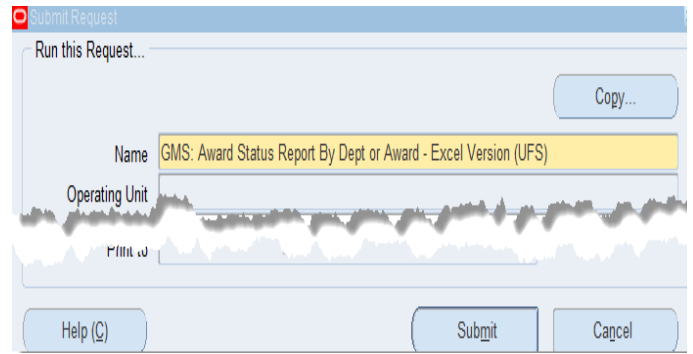 Submit Request
Run this Request...
Copy...
Name GMS: Award Status Report By Dept or Award - Excel Version (UFS)
Operating Unit
Print to
Help (C)
Submit
Cancel